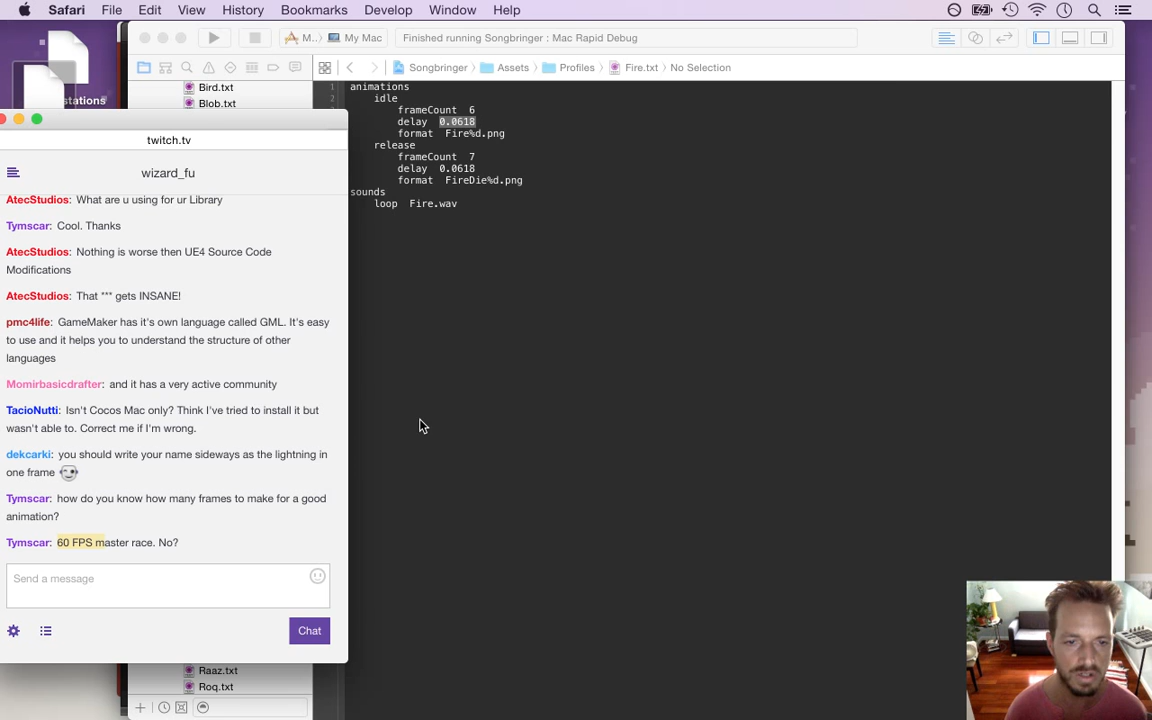 Safari File Edit View History Bookmarks Window Help
M.. My Mac Finished running Songbringer : Mac Rapid Debug
Songbringer Assets Profiles Fire.txt No Selection
Bird.txt
Blob.txt
stations
1 animations
2 idle
frameCount 6
delay 0.0618
format Fire%d.png
release
frameCount 7
delay 0.0618
format FireDie%d.png
sounds
loop Fire.wav
twitch.tv
wizard_fu
AtecStudios: What are u using for ur Library
Tymscar: Cool. Thanks
AtecStudios: Nothing is worse then UE4 Source Code
Modifications
AtecStudios: That *** gets INSANE!
pmc4life: GameMaker has it's own language called GML. It's easy
to use and it helps you to understand the structure of other
languages
Momirbasicdrafter: and it has a very active community
TacioNutti: Isn't Cocos Mac only? Think I've tried to install it but
wasn't able to. Correct me if I'm wrong.
dekcarki: you should write your name sideways as the lightning in
one frame
Tymscar: how do you know how many frames to make for a good
animation?
Tymscar: 60 FPS master race. No?
Send a message
Chat
Raaz.txt
Roq.txt